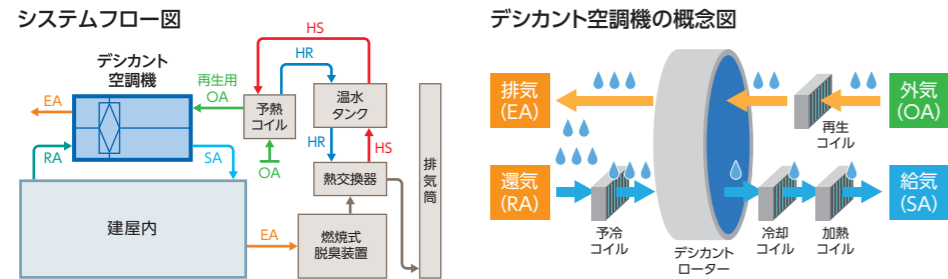 システムフロー図
HS
HR
デシカント
空調機
再生用
OA
EA
予熱
コイル
温水
タンク
RA
SA
OA
HR
HS
熱交換器
排気筒
建屋内
EA
燃焼式
脱臭装置
デシカント空調機の概念図
排気
(EA)
外気
(OA)
再生
コイル
還気
(RA)
給気
(SA)
予冷
コイル
デシカント
ローター
冷却
コイル
加熱
コイル